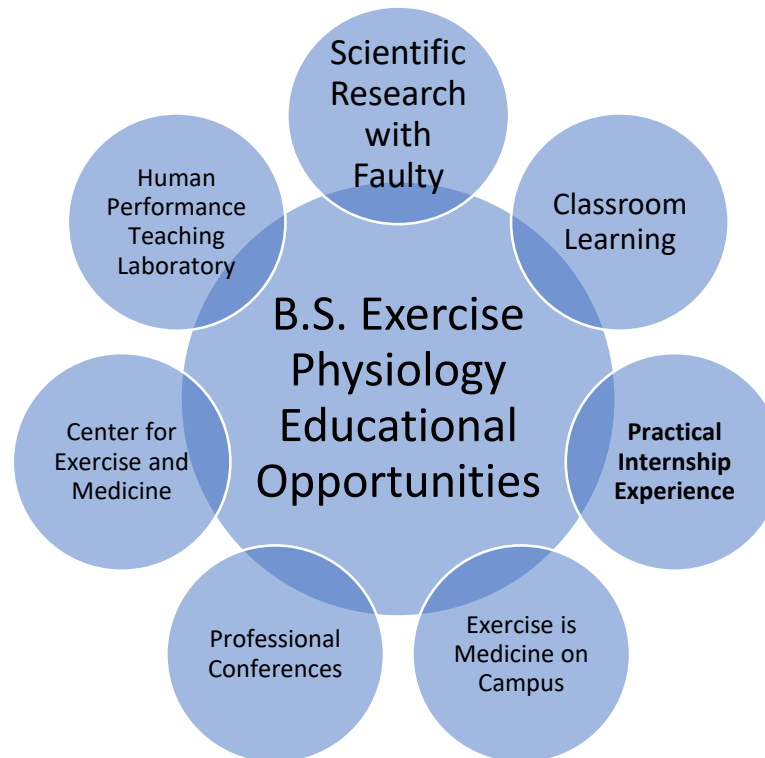 Scientific
Research
with
Faulty
Classroom
Learning
Practical
Internship
Experience
Exercise is
Medicine on
Campus
Professional
Conferences
Center for
Exercise and
Medicine
Human
Performance
Teaching
Laboratory
B.S. Exercise
Physiology
Educational
Opportunities